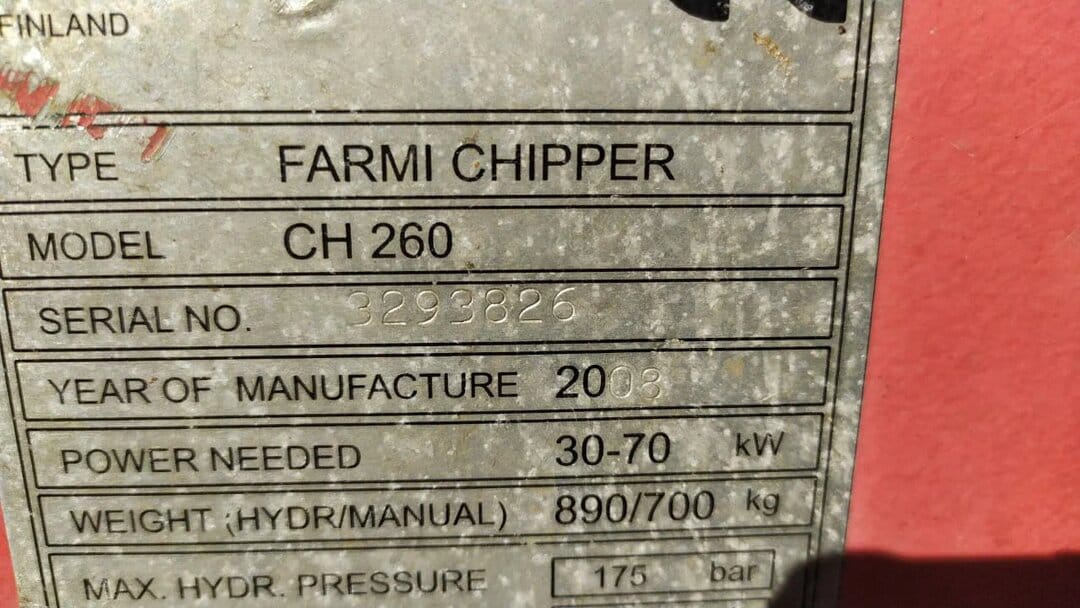 FINLAND
TYPE FARMI CHIPPER
MODEL CH 260
SERIAL NO. 3293826
YEAR OF MANUFACTURE 2008
POWER NEEDED 30-70 kW
WEIGHT (HYDR/MANUAL) 890/700 kg
MAX. HYDR. PRESSURE 175 bar